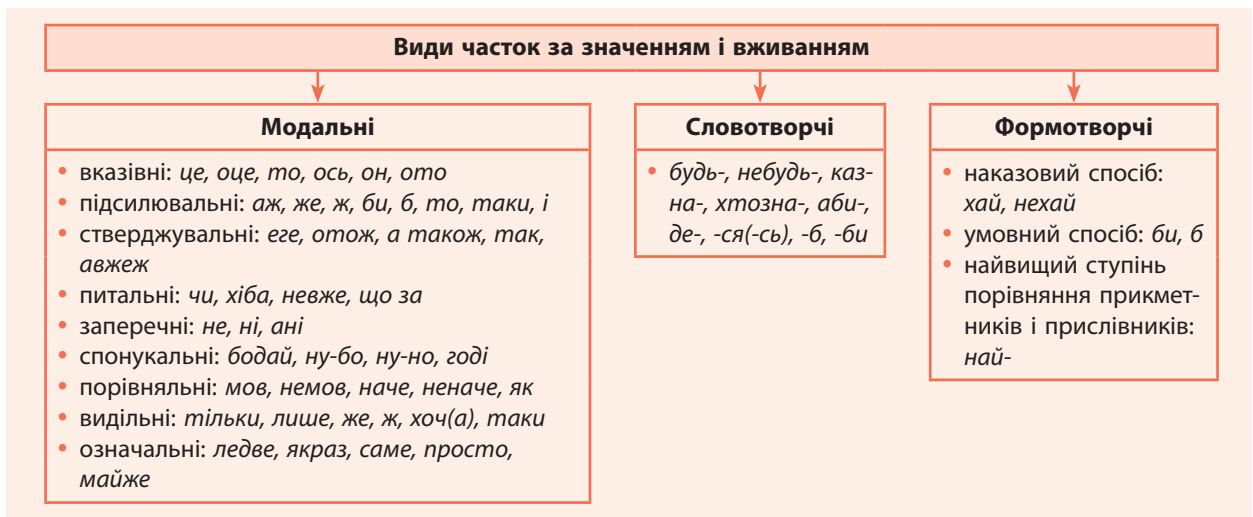 Види часток за значенням і вживанням
Модальні
• вказівні: це, оце, то, ось, он, ото
• підсилювальні: аж, же, ж, би, б, то, таки, і
• стверджувальні: еге, отож, а також, так,
авжеж
• питальні: чи, хіба, невже, що за
• заперечні: не, ні, ані
• спонукальні: бодай, ну-бо, ну-но, годі
• порівняльні: мов, немов, наче, неначе, як
• видільні: тільки, лише, же, ж, хоч(а), таки
• означальні: ледве, якраз, саме, просто,
майже
Словотворчі
• будь-, небудь-, каз-
на-, хтозна-, аби-,
де-, -ся(-сь), -б, -би
Формотворчі
• наказовий спосіб:
хай, нехай
• умовний спосіб: би, б
• найвищий ступінь
порівняння прикмет-
ників і прислівників:
най-